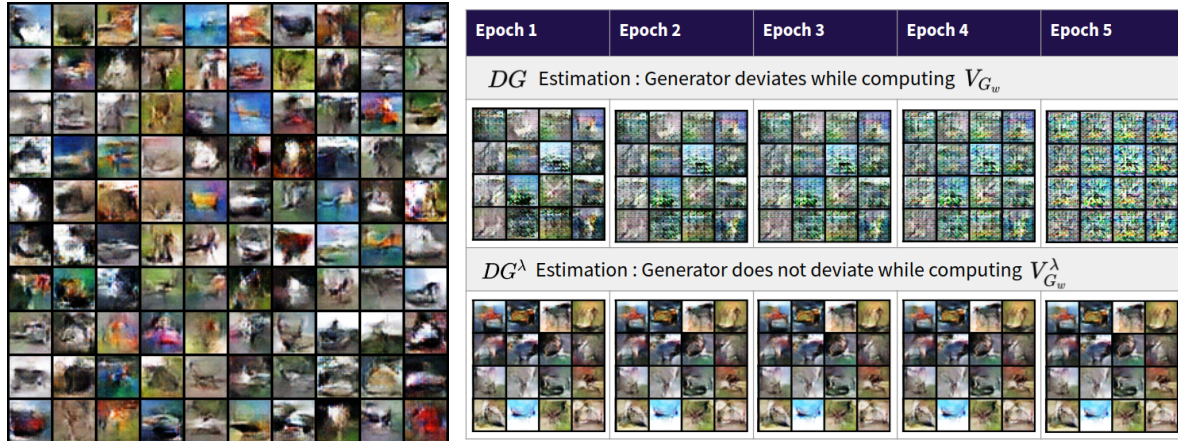 Epoch 1 Epoch 2 Epoch 3 Epoch 4 Epoch 5
DG Estimation : Generator deviates while computing V_{G_w}
DG^λ Estimation : Generator does not deviate while computing V^λ_{G_w}